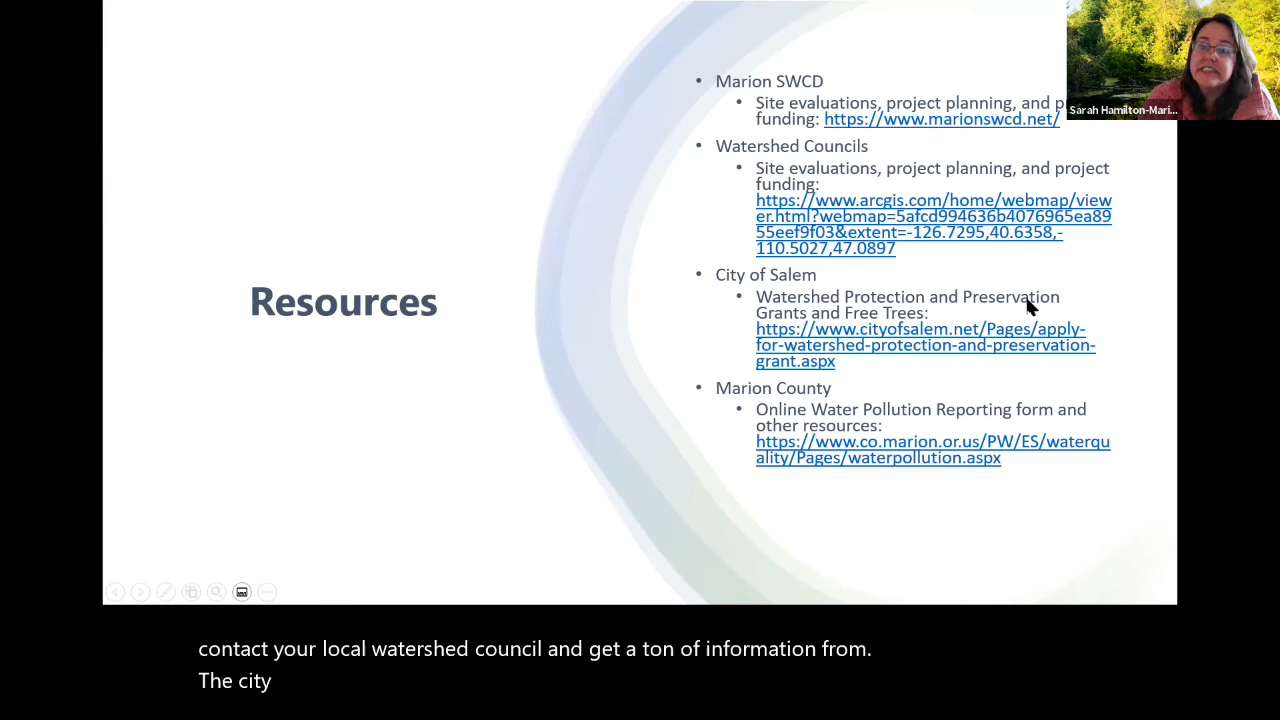 Resources
• Marion SWCD
• Site evaluations, project planning, and p
funding: https://www.marionswcd.net/
• Watershed Councils
• Site evaluations, project planning, and project
funding:
https://www.arcgis.com/home/webmap/view
er.html?webmap=5afcd994636b4076965ea89
55eef9f03&extent=-126.7295,40.6358,-
110.5027,47.0897
• City of Salem
• Watershed Protection and Preservation
Grants and Free Trees:
https://www.cityofsalem.net/Pages/apply-
for-watershed-protection-and-preservation-
grant.aspx
• Marion County
• Online Water Pollution Reporting form and
other resources:
https://www.co.marion.or.us/PW/ES/waterqu
ality/Pages/waterpollution.aspx
Sarah Hamilton-Mari...
contact your local watershed council and get a ton of information from.
The city